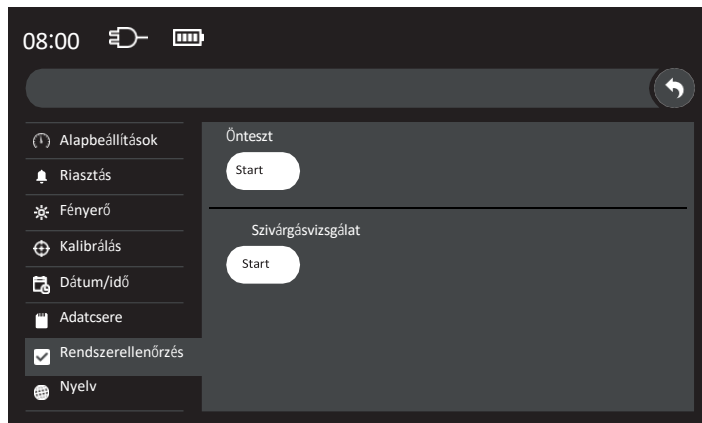 08:00
Alapbeállítások
Riasztás
Fényerő
Kalibrálás
Dátum/idő
Adatcsere
Rendszerellenőrzés
Nyelv
Önteszt
Start
Szivárgásvizsgálat
Start